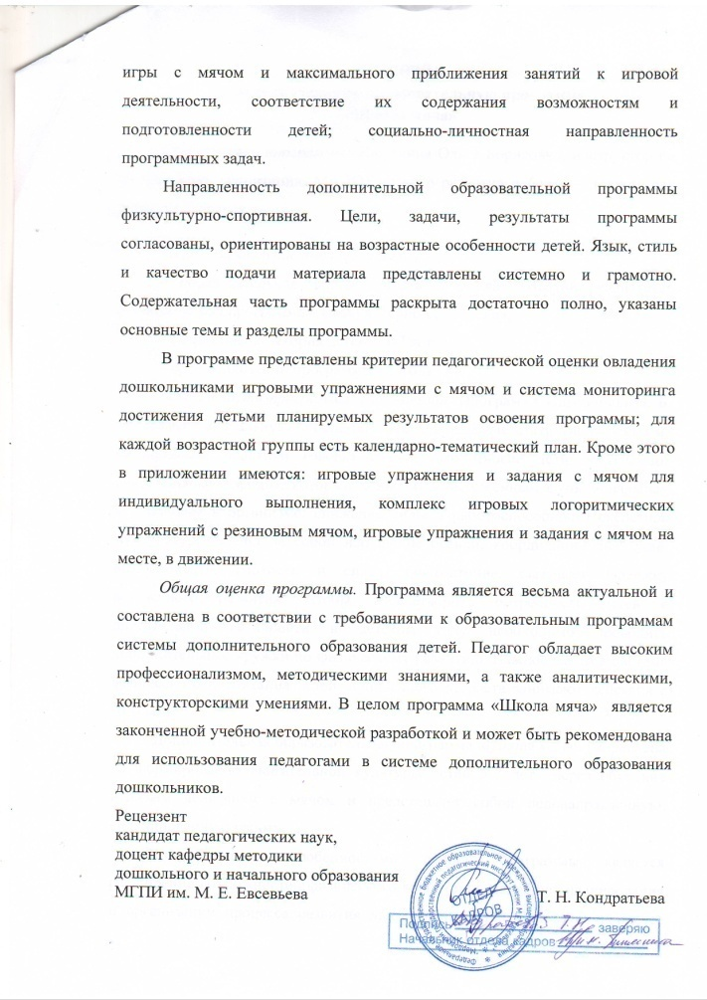 игры с мячом и максимального приближения занятий к игровой
деятельности, соответствие их содержания возможностям и
подготовленности детей; социально-личностная направленность
программных задач.
Направленность дополнительной образовательной программы
физкультурно-спортивная. Цели, задачи, результаты программы
согласованы, ориентированы на возрастные особенности детей. Язык, стиль
и качество подачи материала представлены системно и грамотно.
Содержательная часть программы раскрыта достаточно полно, указаны
основные темы и разделы программы.
В программе представлены критерии педагогической оценки овладения
дошкольниками игровыми упражнениями с мячом и система мониторинга
достижения детьми планируемых результатов освоения программы; для
каждой возрастной группы есть календарно-тематический план. Кроме этого
в приложении имеются: игровые упражнения и задания с мячом для
индивидуального выполнения, комплекс игровых логоритмических
упражнений с резиновым мячом, игровые упражнения и задания с мячом на
месте, в движении.
Общая оценка программы. Программа является весьма актуальной и
составлена в соответствии с требованиями к образовательным программам
системы дополнительного образования детей. Педагог обладает высоким
профессионализмом, методическими знаниями, а также аналитическими,
конструкторскими умениями. В целом программа «Школа мяча» является
законченной учебно-методической разработкой и может быть рекомендована
для использования педагогами в системе дополнительного образования
дошкольников.
Рецензент
кандидат педагогических наук,
доцент кафедры методики
дошкольного и начального образования
МГПИ им. М. Е. Евсевьева Т. Н. Кондратьева
ОТДЕЛ
КАДРОВ
Подпись заверяю
Начальник отдела кадров